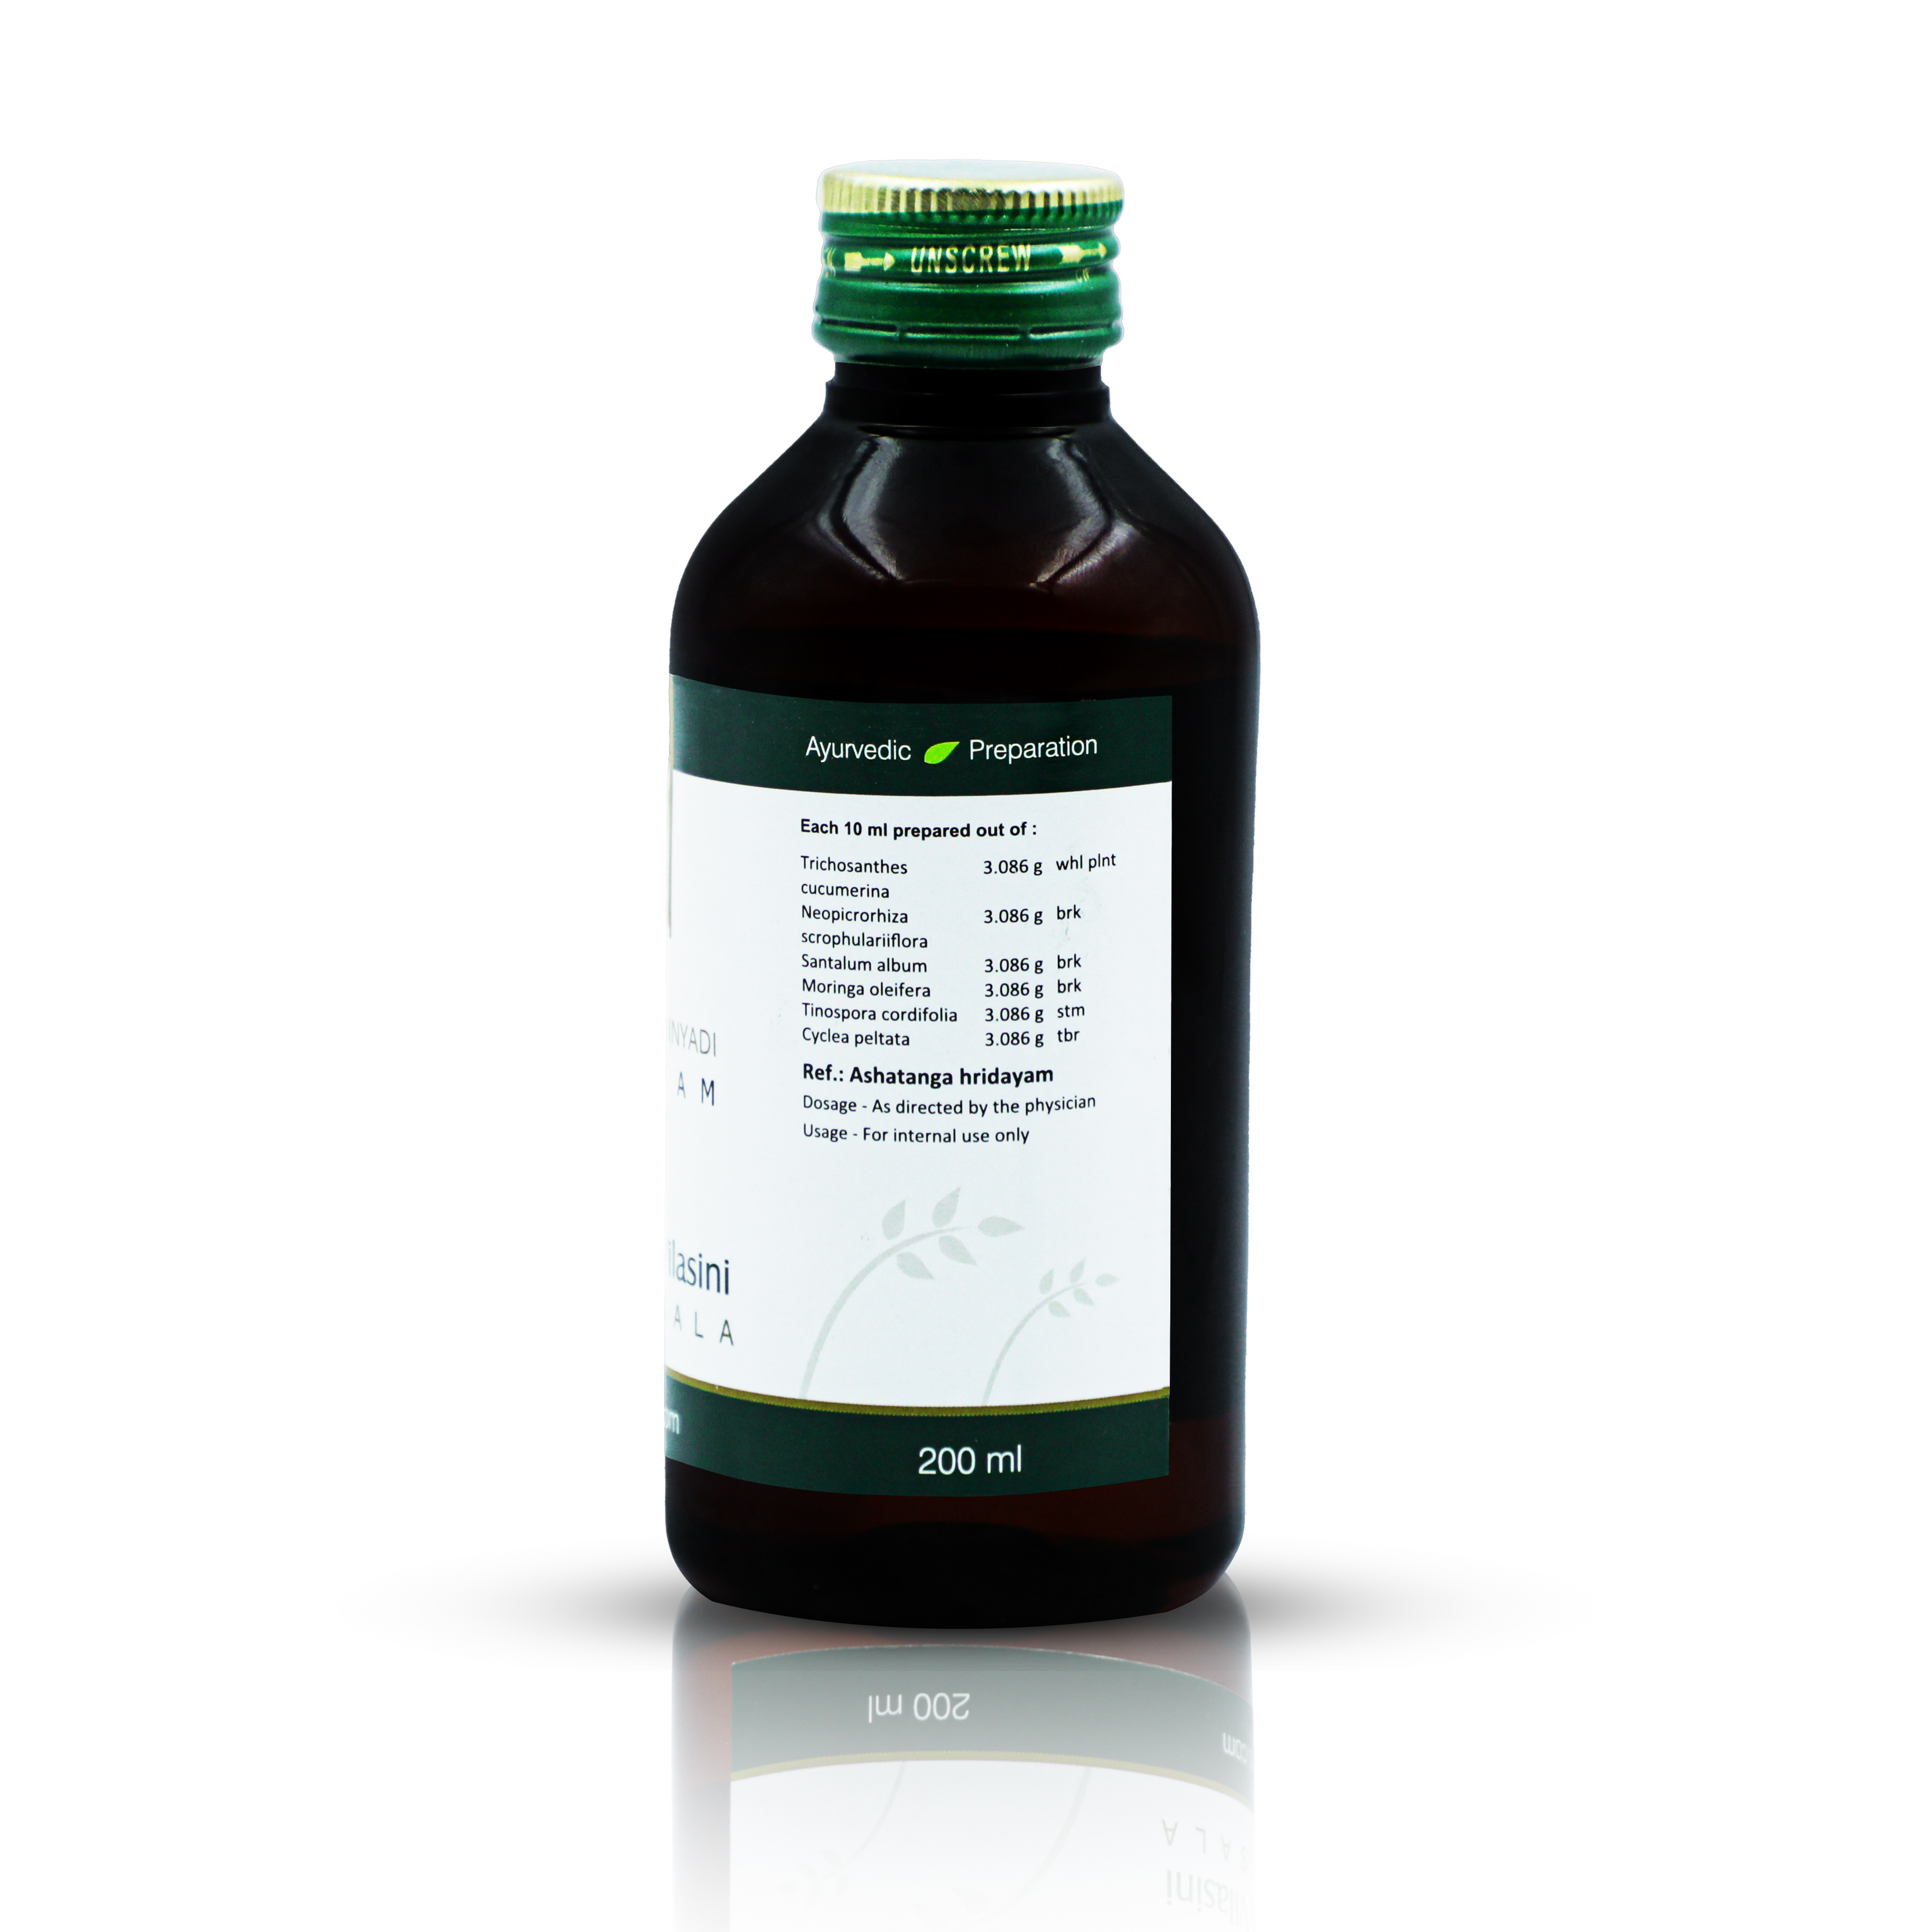 UNSCREW
Ayurvedic Preparation
Each 10 ml prepared out of :
Trichosanthes 3.086 g whl plnt
cucumerina
Neopicrorhiza 3.086 g brk
scrophulariiflora
Santalum album 3.086 g brk
Moringa oleifera 3.086 g brk
Tinospora cordifolia 3.086 g stm
Cyclea peltata 3.086 g tbr
Ref.: Ashatanga hridayam
Dosage - As directed by the physician
Usage - For internal use only
NYADI
A M
ilasini
A L A
200 ml